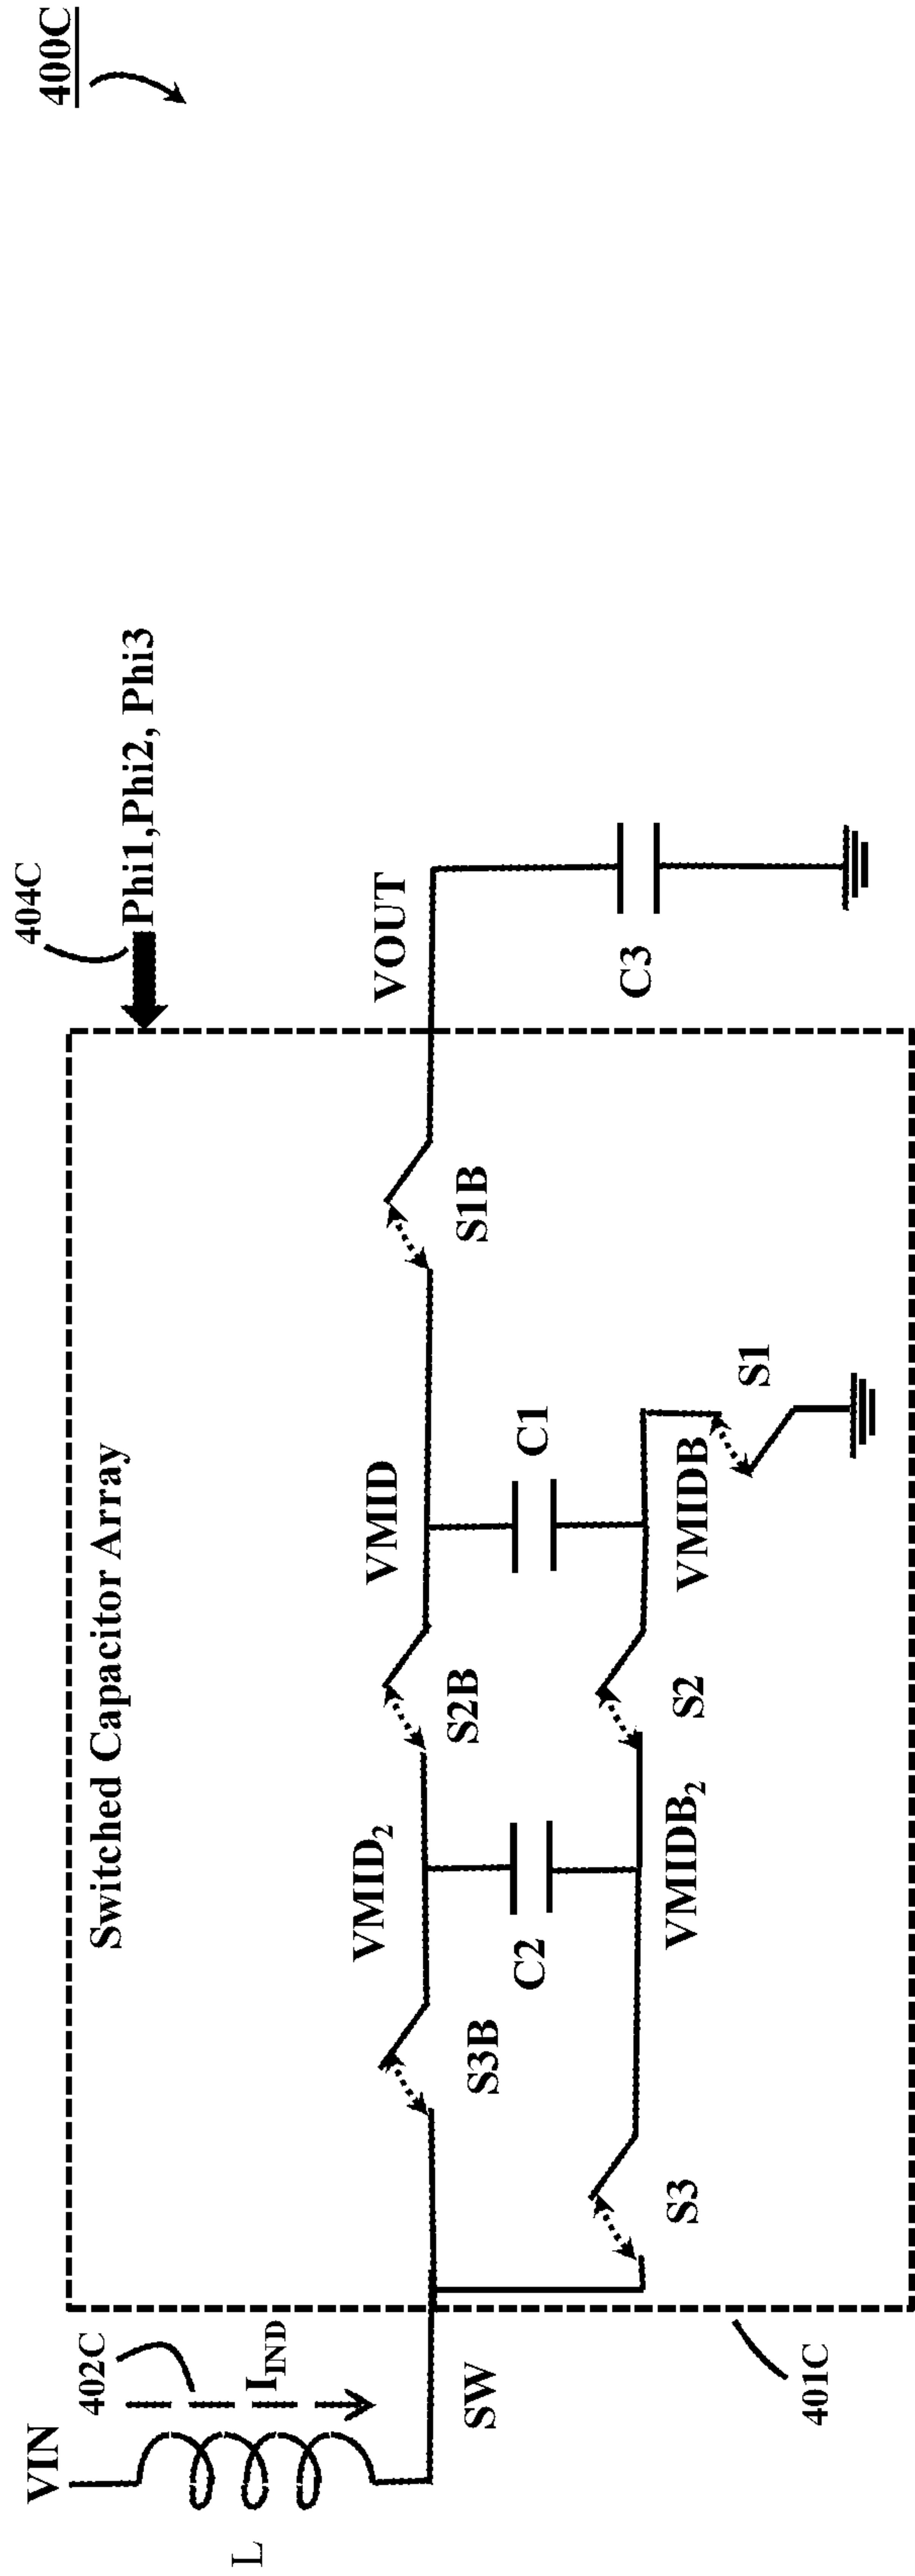 400C
404C
Phi1,Phi2, Phi3
Switched Capacitor Array
402C
VIN
I_IND
L
SW
S3B
VMID₂
S2B
VMID
S1B
VOUT
C2
C1
C3
S3
VMIDB₂
S2
VMIDB
S1
401C